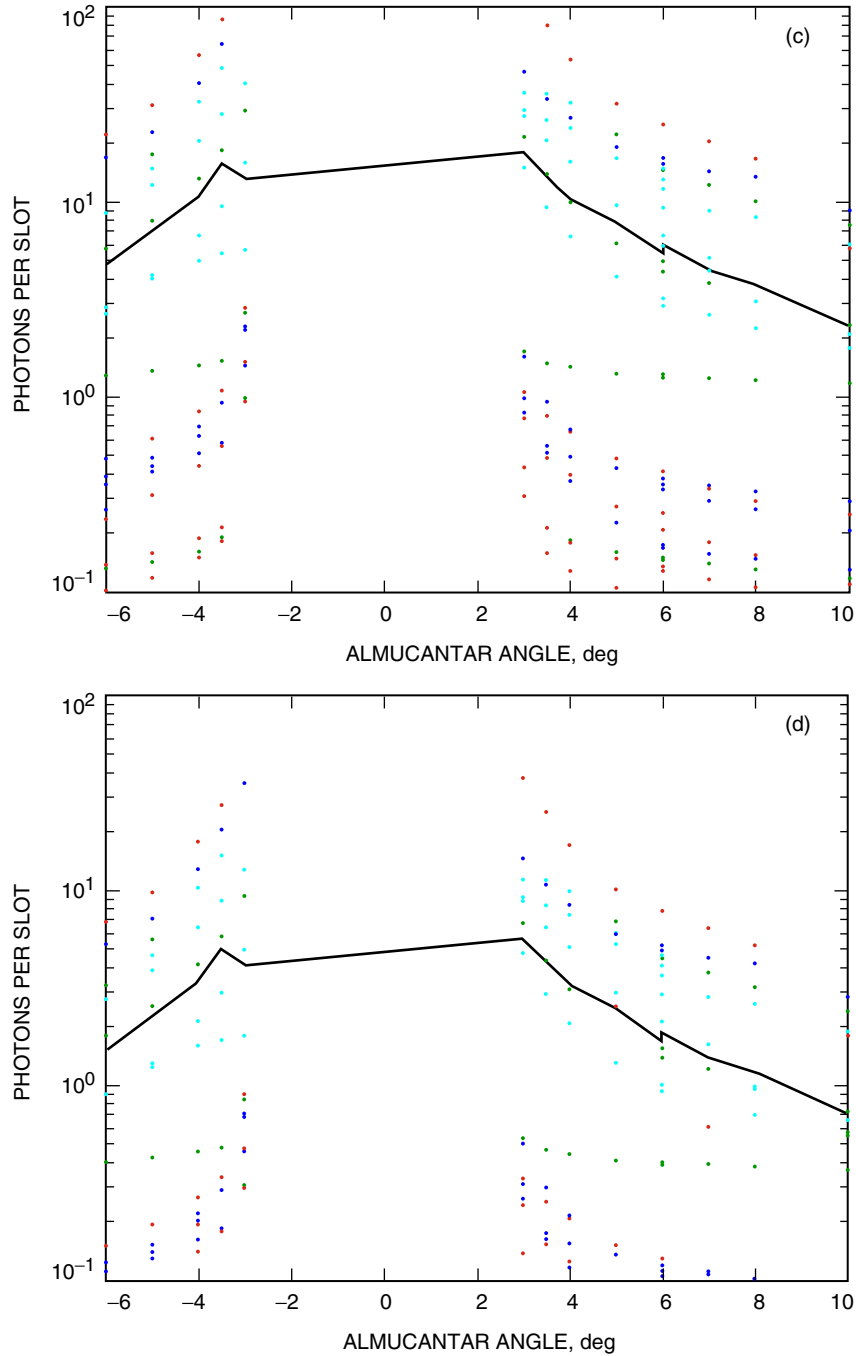 (c)
10²
10¹
10⁰
10⁻¹
PHOTONS PER SLOT
−6 −4 −2 0 2 4 6 8 10
ALMUCANTAR ANGLE, deg
(d)
10²
10¹
10⁰
10⁻¹
PHOTONS PER SLOT
−6 −4 −2 0 2 4 6 8 10
ALMUCANTAR ANGLE, deg